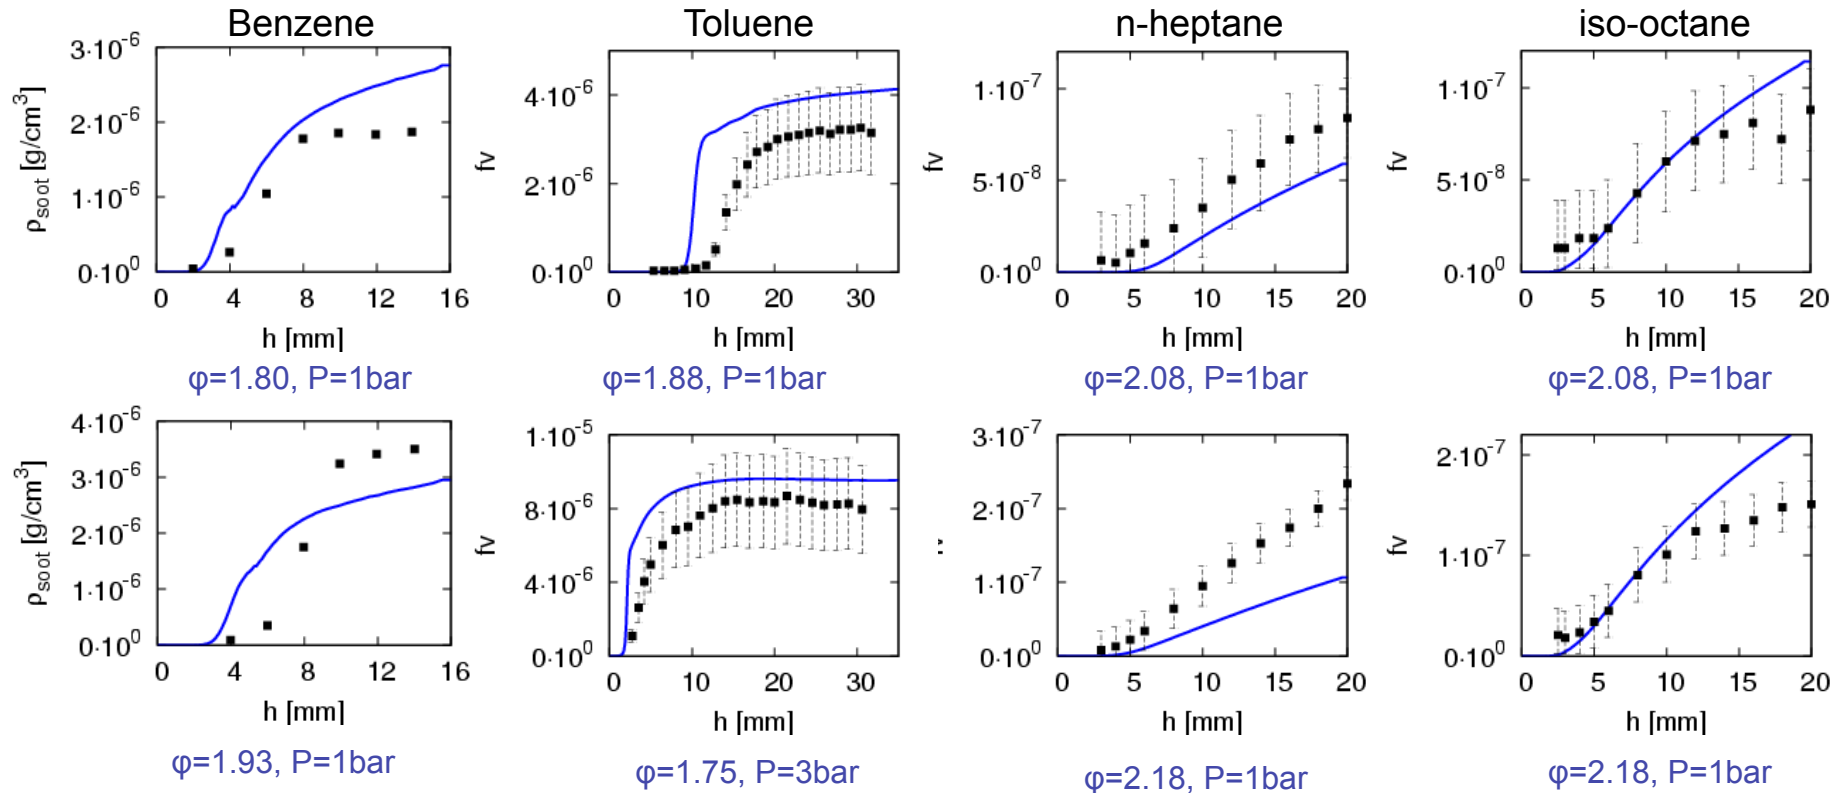 Benzene
Toluene
n-heptane
iso-octane
3·10⁻⁶
2·10⁻⁶
1·10⁻⁶
0·10⁰
ρsoot [g/cm³]
0 4 8 12 16
h [mm]
φ=1.80, P=1bar
4·10⁻⁶
2·10⁻⁶
0·10⁰
fv
0 10 20 30
h [mm]
φ=1.88, P=1bar
1·10⁻⁷
5·10⁻⁸
0·10⁰
fv
0 5 10 15 20
h [mm]
φ=2.08, P=1bar
1·10⁻⁷
5·10⁻⁸
0·10⁰
fv
0 5 10 15 20
h [mm]
φ=2.08, P=1bar
4·10⁻⁶
3·10⁻⁶
2·10⁻⁶
1·10⁻⁶
0·10⁰
ρsoot [g/cm³]
0 4 8 12 16
h [mm]
φ=1.93, P=1bar
1·10⁻⁵
8·10⁻⁶
4·10⁻⁶
0·10⁰
fv
0 10 20 30
h [mm]
φ=1.75, P=3bar
3·10⁻⁷
2·10⁻⁷
1·10⁻⁷
0·10⁰
0 5 10 15 20
h [mm]
φ=2.18, P=1bar
2·10⁻⁷
1·10⁻⁷
0·10⁰
fv
0 5 10 15 20
h [mm]
φ=2.18, P=1bar